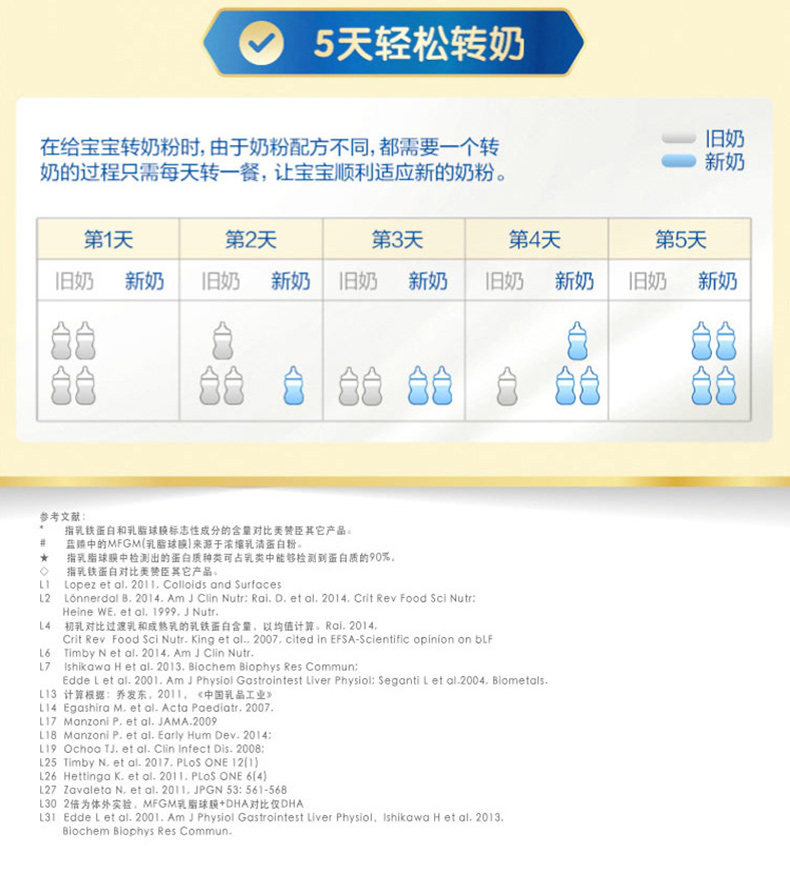 5天轻松转奶
在给宝宝转奶粉时,由于奶粉配方不同,都需要一个转
奶的过程只需每天转一餐，让宝宝顺利适应新的奶粉。
旧奶
新奶
第1天 第2天 第3天 第4天 第5天
旧奶 新奶 旧奶 新奶 旧奶 新奶 旧奶 新奶 旧奶 新奶
参考文献：
* 指乳铁蛋白和乳脂球膜标志性成分的含量对比美赞臣其它产品。
# 蓝臻中的MFGM(乳脂球膜)来源于浓缩乳清蛋白粉。
★ 指乳脂球膜中检测出的蛋白质种类可占乳类中能够检测到蛋白质的90%。
◇ 指乳铁蛋白对比美赞臣其它产品。
L1 Lopez et al. 2011. Colloids and Surfaces
L2 Lönnerdal B. 2014. Am J Clin Nutr; Rai. D. et al. 2014. Crit Rev Food Sci Nutr;
Heine WE. et al. 1999. J Nutr.
L4 初乳对比过渡乳和成熟乳的乳铁蛋白含量，以均值计算。Rai. 2014.
Crit Rev Food Sci Nutr. King et al., 2007. cited in EFSA-Scientific opinion on bLF
L6 Timby N et al. 2014. Am J Clin Nutr.
L7 Ishikawa H et al. 2013. Biochem Biophys Res Commun;
Edde L et al. 2001. Am J Physiol Gastrointest Liver Physiol; Seganti L et al.2004. Biometals.
L13 计算根据：乔发东。2011，《中国乳品工业》
L14 Egashira M. et al. Acta Paediatr. 2007.
L17 Manzoni P. et al. JAMA.2009
L18 Manzoni P. et al. Early Hum Dev. 2014;
L19 Ochoa TJ. et al. Clin Infect Dis. 2008;
L25 Timby N. et al. 2017. PLoS ONE 12(1)
L26 Hettinga K. et al. 2011. PLoS ONE 6(4)
L27 Zavaleta N. et al. 2011. JPGN 53: 561-568
L30 2倍为体外实验。MFGM乳脂球膜+DHA对比仅DHA
L31 Edde L et al. 2001. Am J Physiol Gastrointest Liver Physiol，Ishikawa H et al. 2013.
Biochem Biophys Res Commun.